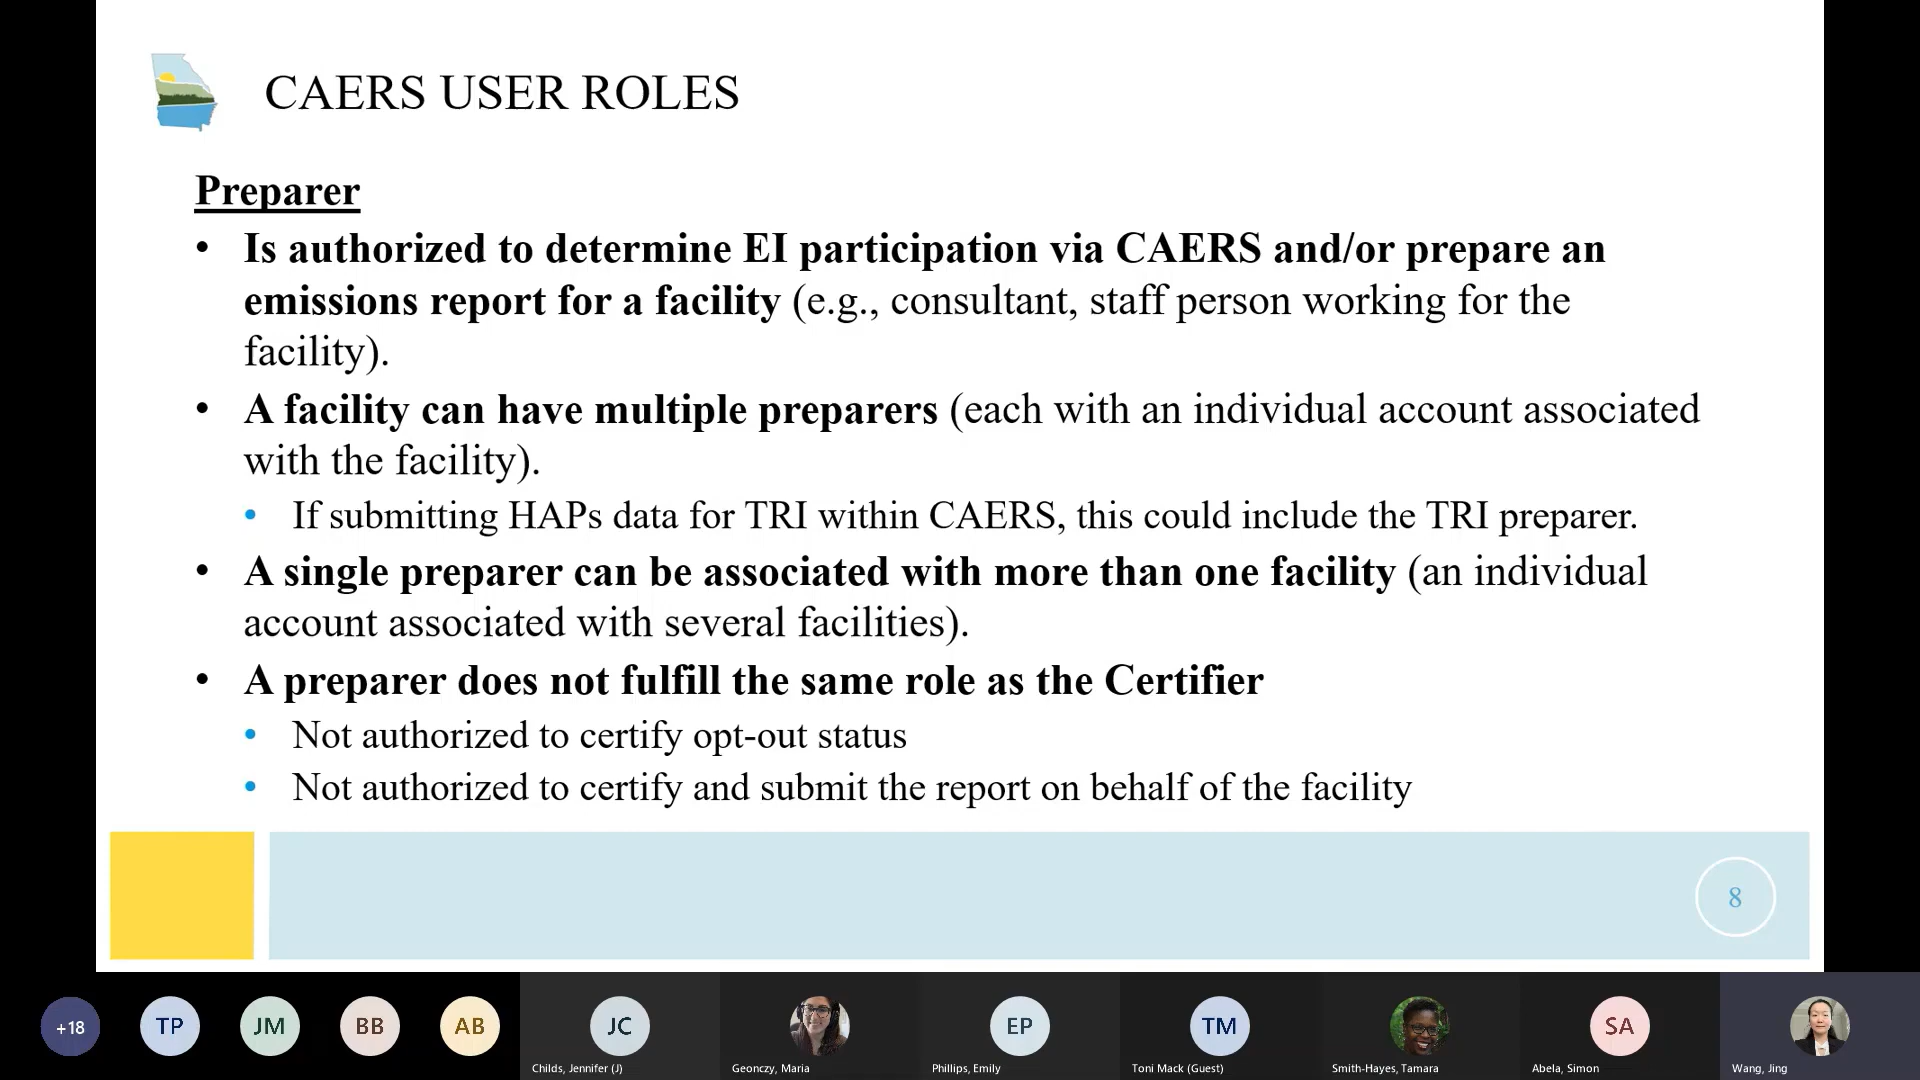 CAERS USER ROLES
Preparer
• Is authorized to determine EI participation via CAERS and/or prepare an
emissions report for a facility (e.g., consultant, staff person working for the
facility).
• A facility can have multiple preparers (each with an individual account associated
with the facility).
• If submitting HAPs data for TRI within CAERS, this could include the TRI preparer.
• A single preparer can be associated with more than one facility (an individual
account associated with several facilities).
• A preparer does not fulfill the same role as the Certifier
• Not authorized to certify opt-out status
• Not authorized to certify and submit the report on behalf of the facility
8
+18 TP JM BB AB JC EP TM SA
Childs, Jennifer (J) Geonczy, Maria Phillips, Emily Toni Mack (Guest) Smith-Hayes, Tamara Abela, Simon Wang, Jing